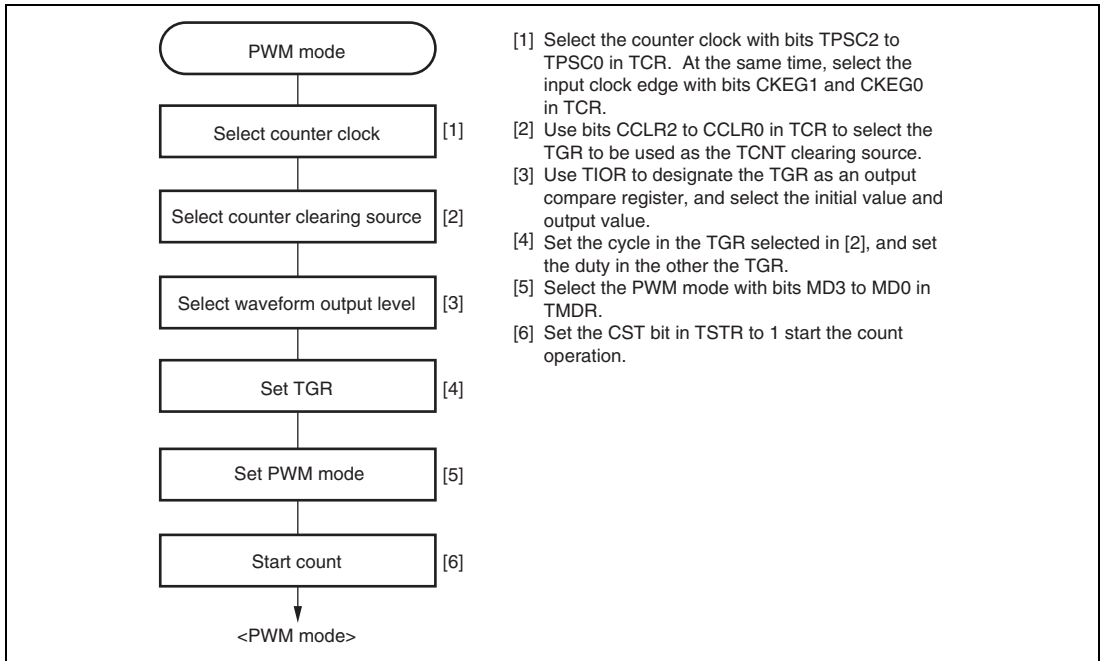 PWM mode
Select counter clock
[1]
Select counter clearing source
[2]
Select waveform output level
[3]
Set TGR
[4]
Set PWM mode
[5]
Start count
[6]
<PWM mode>
[1] Select the counter clock with bits TPSC2 to
TPSC0 in TCR.  At the same time, select the
input clock edge with bits CKEG1 and CKEG0
in TCR.
[2] Use bits CCLR2 to CCLR0 in TCR to select the
TGR to be used as the TCNT clearing source.
[3] Use TIOR to designate the TGR as an output
compare register, and select the initial value and
output value.
[4] Set the cycle in the TGR selected in [2], and set
the duty in the other the TGR.
[5] Select the PWM mode with bits MD3 to MD0 in
TMDR.
[6] Set the CST bit in TSTR to 1 start the count
operation.